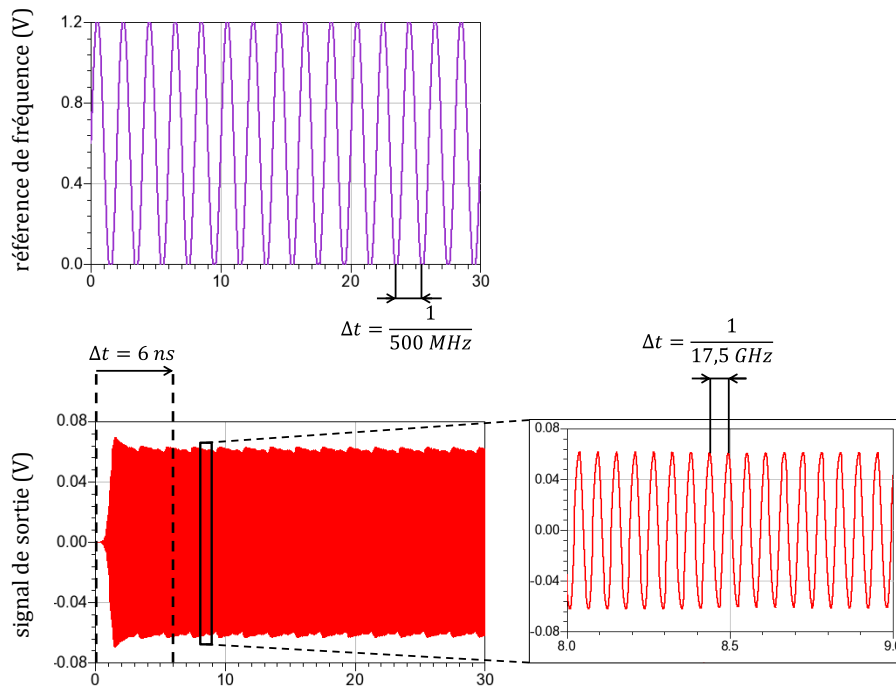 référence de fréquence (V)
1.2
0.8
0.4
0.0
0 10 20 30
Δt = 1 / 500 MHz
Δt = 1 / 17,5 GHz
Δt = 6 ns
signal de sortie (V)
0.08
0.04
0.00
-0.04
-0.08
0 10 20 30
0.08
0.04
0.00
-0.04
-0.08
8.0 8.5 9.0